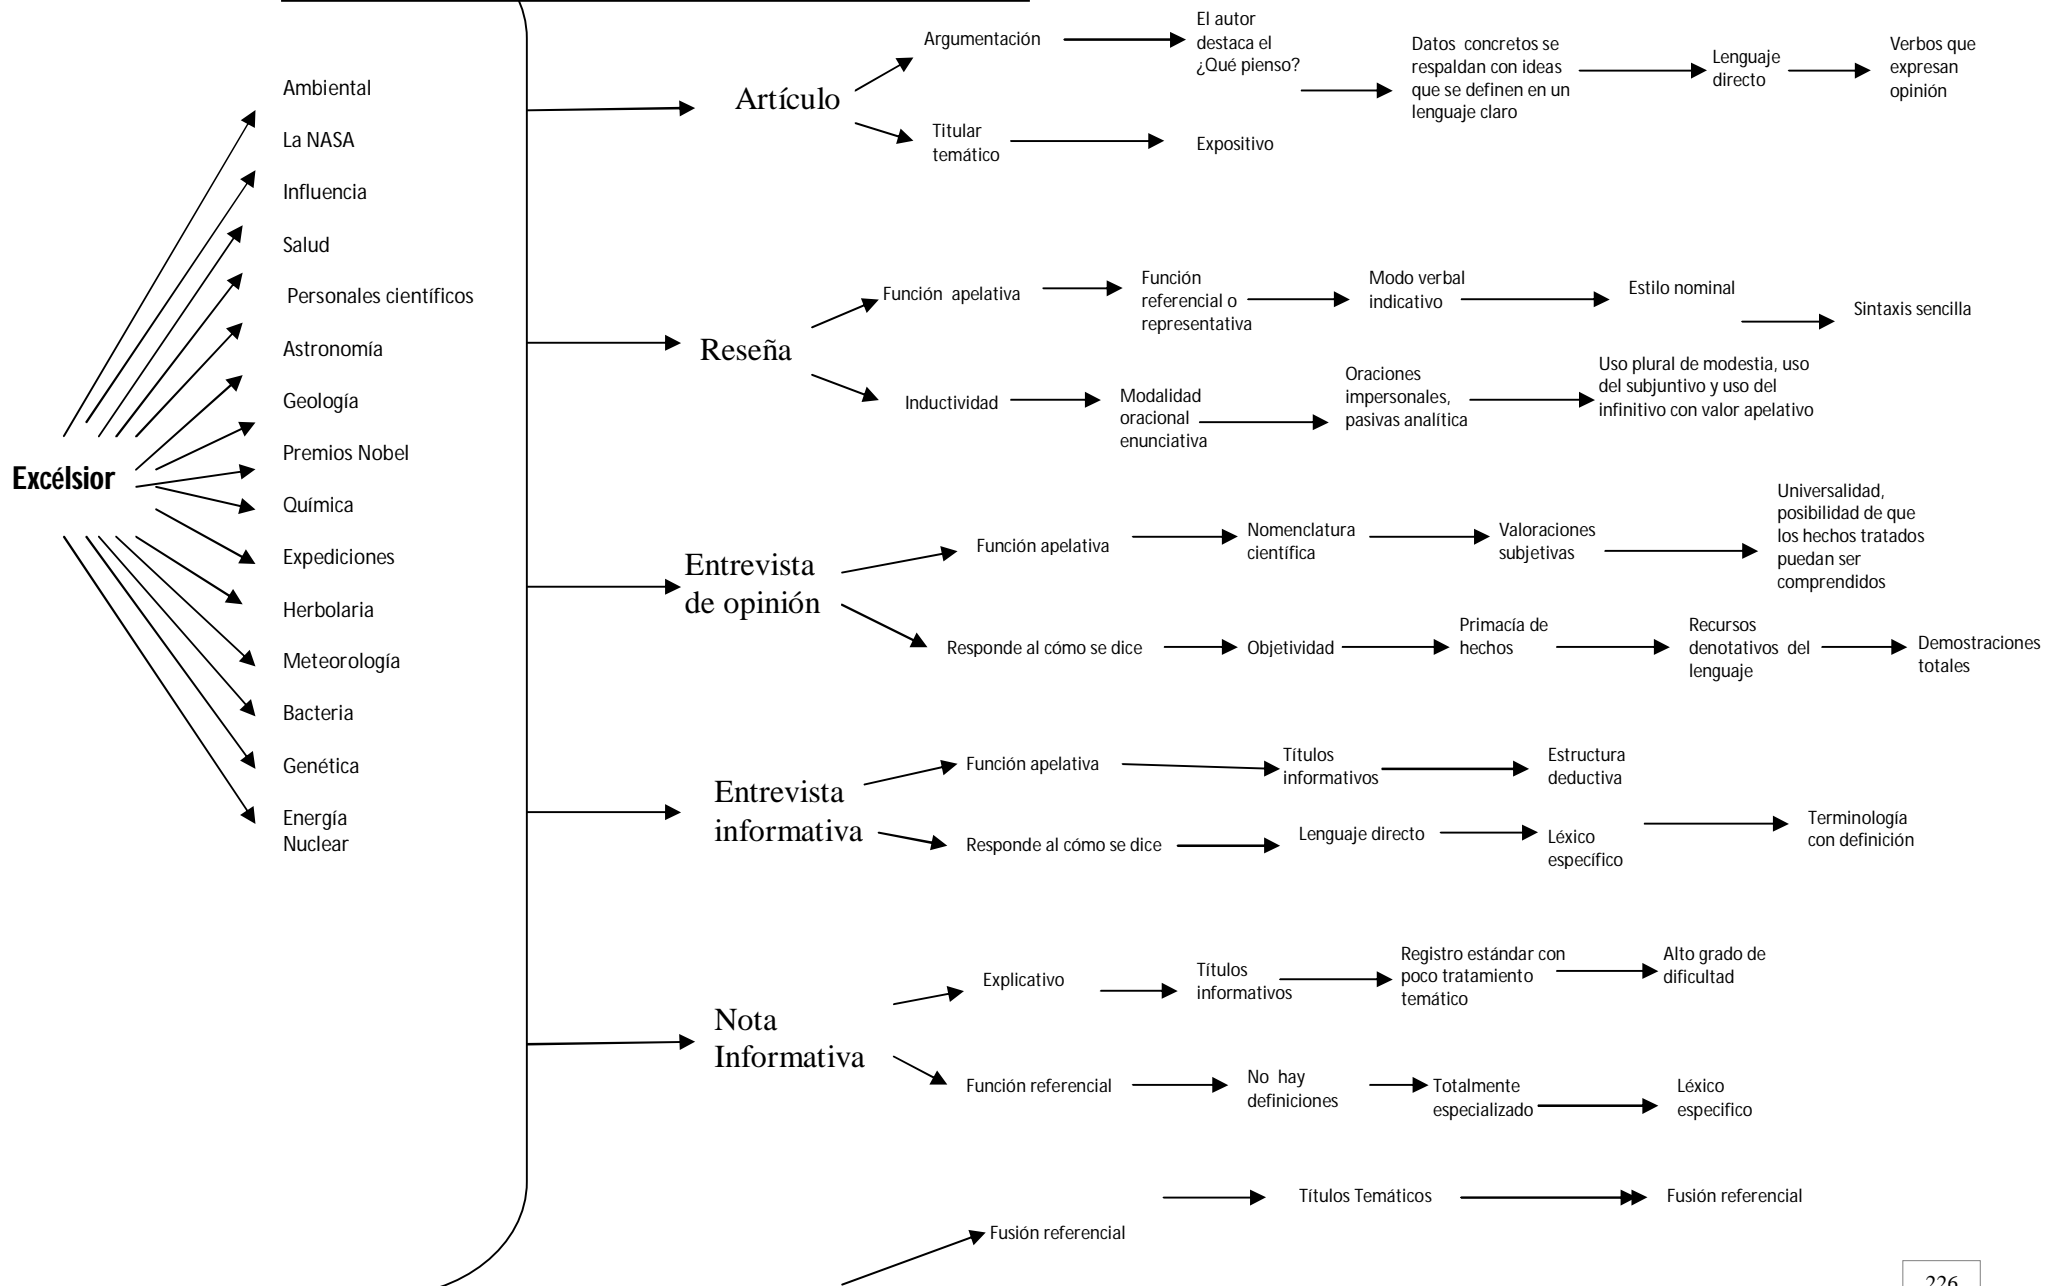 Excélsior
Ambiental
La NASA
Influencia
Salud
Personales científicos
Astronomía
Geología
Premios Nobel
Química
Expediciones
Herbolaria
Meteorología
Bacteria
Genética
Energía
Nuclear
Artículo
Argumentación
El autor
destaca el
¿Qué pienso?
Datos concretos se
respaldan con ideas
que se definen en un
lenguaje claro
Lenguaje
directo
Verbos que
expresan
opinión
Titular
temático
Expositivo
Reseña
Función apelativa
Función
referencial o
representativa
Modo verbal
indicativo
Estilo nominal
Sintaxis sencilla
Inductividad
Modalidad
oracional
enunciativa
Oraciones
impersonales,
pasivas analítica
Uso plural de modestia, uso
del subjuntivo y uso del
infinitivo con valor apelativo
Entrevista
de opinión
Función apelativa
Nomenclatura
científica
Valoraciones
subjetivas
Universalidad,
posibilidad de que
los hechos tratados
puedan ser
comprendidos
Responde al cómo se dice
Objetividad
Primacía de
hechos
Recursos
denotativos del
lenguaje
Demostraciones
totales
Entrevista
informativa
Función apelativa
Títulos
informativos
Estructura
deductiva
Responde al cómo se dice
Lenguaje directo
Léxico
específico
Terminología
con definición
Nota
Informativa
Explicativo
Títulos
informativos
Registro estándar con
poco tratamiento
temático
Alto grado de
dificultad
Función referencial
No hay
definiciones
Totalmente
especializado
Léxico
especifico
Fusión referencial
Títulos Temáticos
Fusión referencial
226